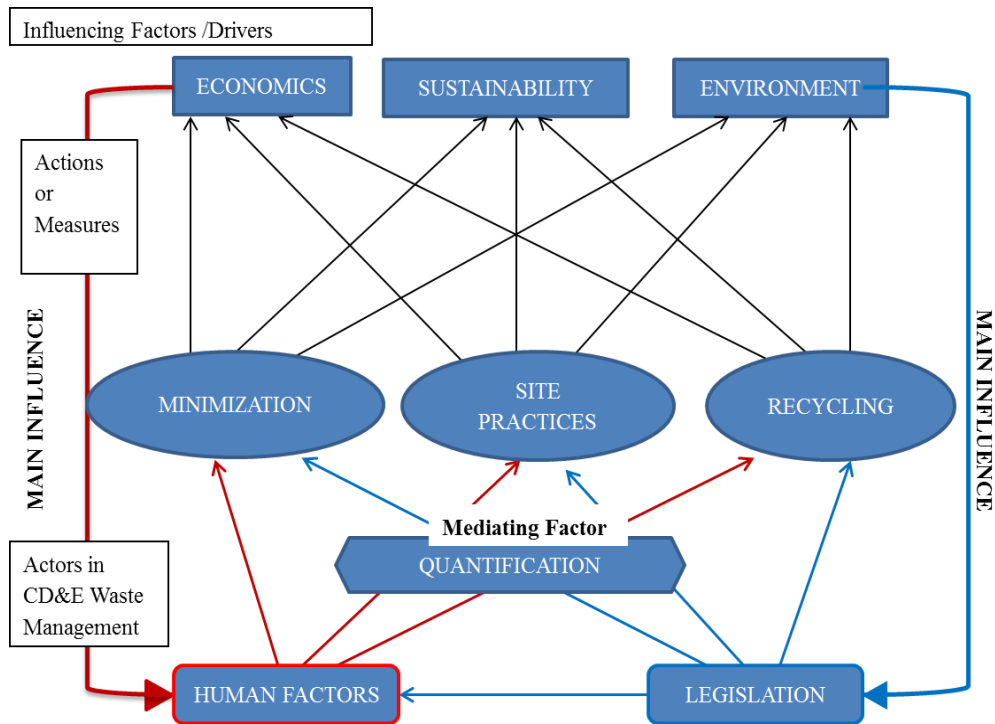 Influencing Factors /Drivers
ECONOMICS
SUSTAINABILITY
ENVIRONMENT
Actions
or
Measures
MAIN INFLUENCE
MAIN INFLUENCE
MINIMIZATION
SITE
PRACTICES
RECYCLING
Mediating Factor
QUANTIFICATION
Actors in
CD&E Waste
Management
HUMAN FACTORS
LEGISLATION